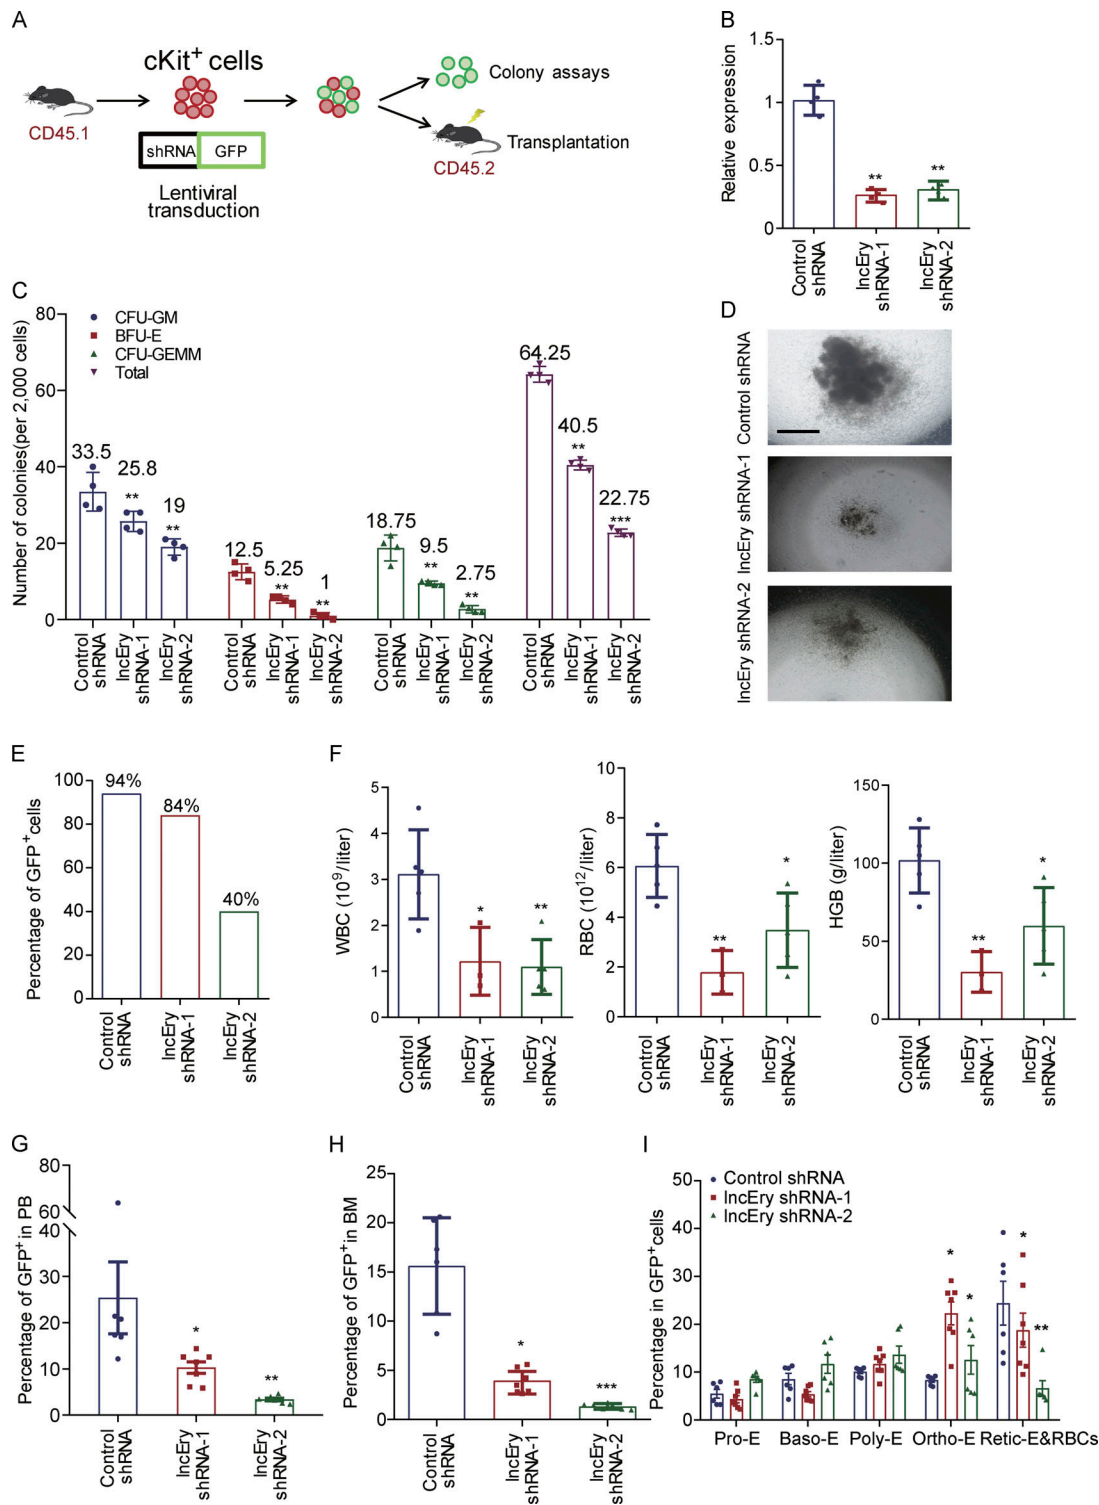 A
cKit+ cells
CD45.1
shRNA GFP
Lentiviral
transduction
Colony assays
Transplantation
CD45.2
B
Relative expression
1.5
1
0.5
0
**
**
Control
shRNA
lncEry
shRNA-1
lncEry
shRNA-2
C
Number of colonies(per 2,000 cells)
80
60
40
20
0
CFU-GM
BFU-E
CFU-GEMM
Total
33.5
25.8
**
19
**
12.5
5.25
**
1
**
18.75
9.5
**
2.75
**
64.25
40.5
**
22.75
***
Control
shRNA
lncEry
shRNA-1
lncEry
shRNA-2
Control
shRNA
lncEry
shRNA-1
lncEry
shRNA-2
Control
shRNA
lncEry
shRNA-1
lncEry
shRNA-2
Control
shRNA
lncEry
shRNA-1
lncEry
shRNA-2
D
Control shRNA
lncEry shRNA-1
lncEry shRNA-2
E
Percentage of GFP+cells
100
80
60
40
20
0
94%
84%
40%
Control
shRNA
lncEry
shRNA-1
lncEry
shRNA-2
F
WBC (10^9/liter)
5
4
3
2
1
0
*
**
Control
shRNA
lncEry
shRNA-1
lncEry
shRNA-2
RBC (10^12/liter)
10
8
6
4
2
0
**
*
Control
shRNA
lncEry
shRNA-1
lncEry
shRNA-2
HGB (g/liter)
150
100
50
0
**
*
Control
shRNA
lncEry
shRNA-1
lncEry
shRNA-2
G
Percentage of GFP+ in PB
80
60
40
30
20
10
0
*
**
Control
shRNA
lncEry
shRNA-1
lncEry
shRNA-2
H
Percentage of GFP+ in BM
25
20
15
10
5
0
*
***
Control
shRNA
lncEry
shRNA-1
lncEry
shRNA-2
I
Percentage in GFP+cells
50
40
30
20
10
0
Control shRNA
lncEry shRNA-1
lncEry shRNA-2
*
*
*
**
Pro-E
Baso-E
Poly-E
Ortho-E
Retic-E&RBCs